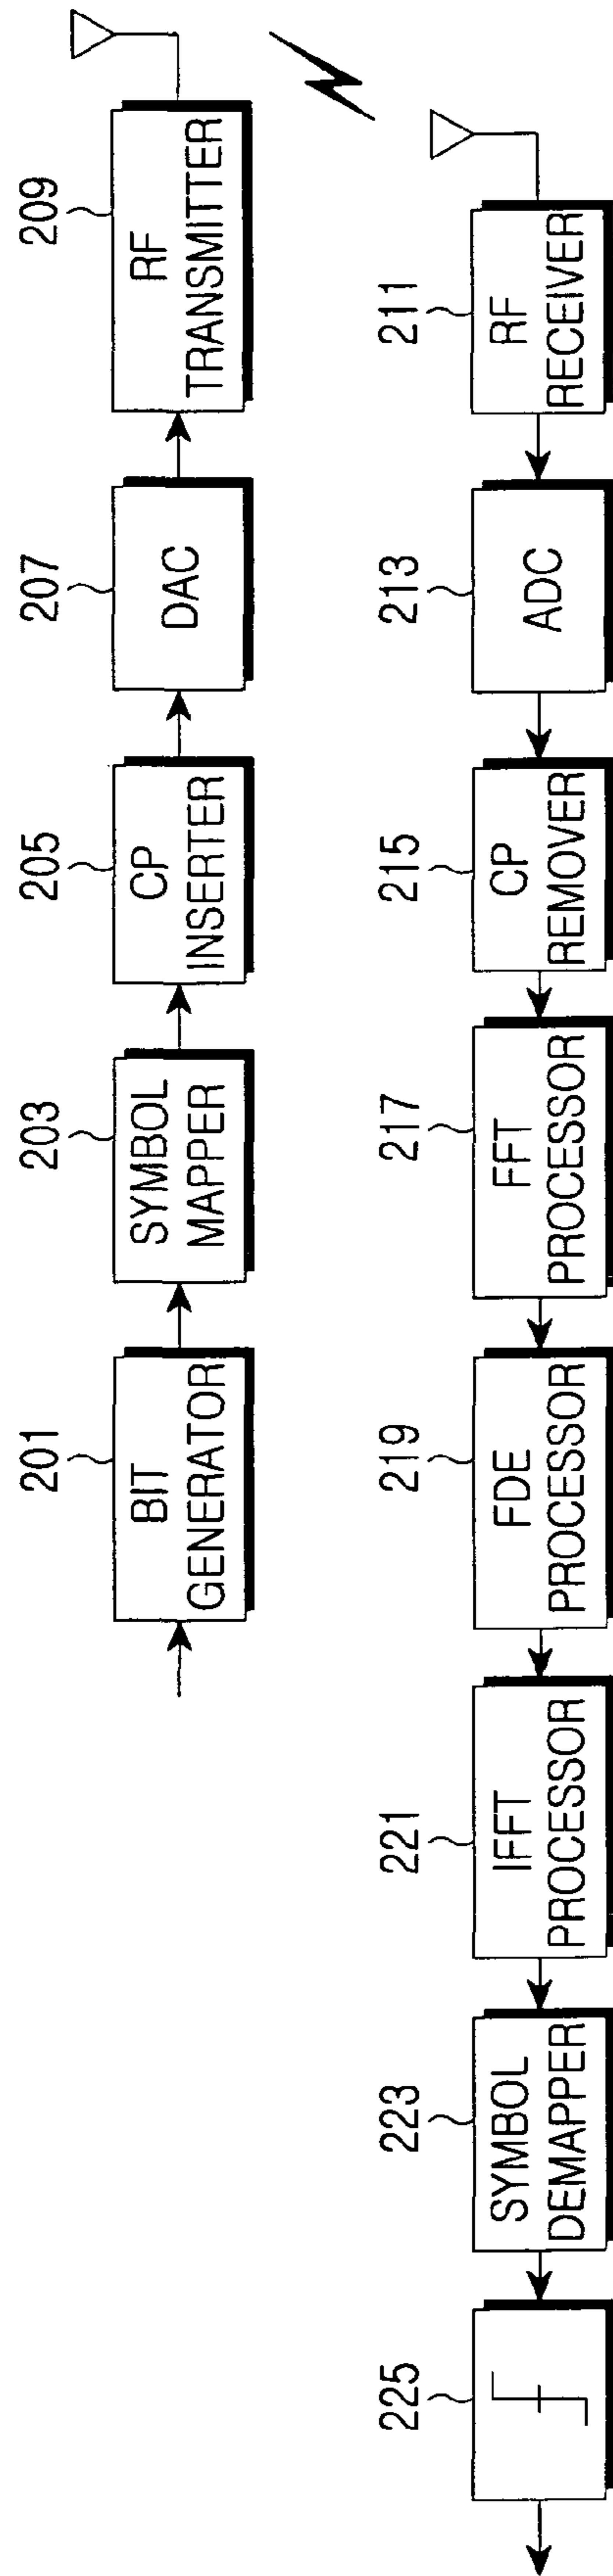 201
BIT
GENERATOR
203
SYMBOL
MAPPER
205
CP
INSERTER
207
DAC
209
RF
TRANSMITTER
211
RF
RECEIVER
213
ADC
215
CP
REMOVER
217
FFT
PROCESSOR
219
FDE
PROCESSOR
221
IFFT
PROCESSOR
223
SYMBOL
DEMAPPER
225